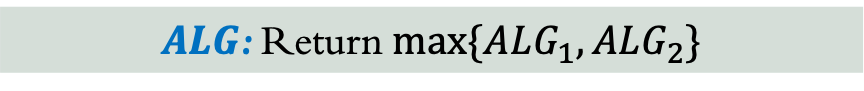 ALG: Return max{ALG₁, ALG₂}